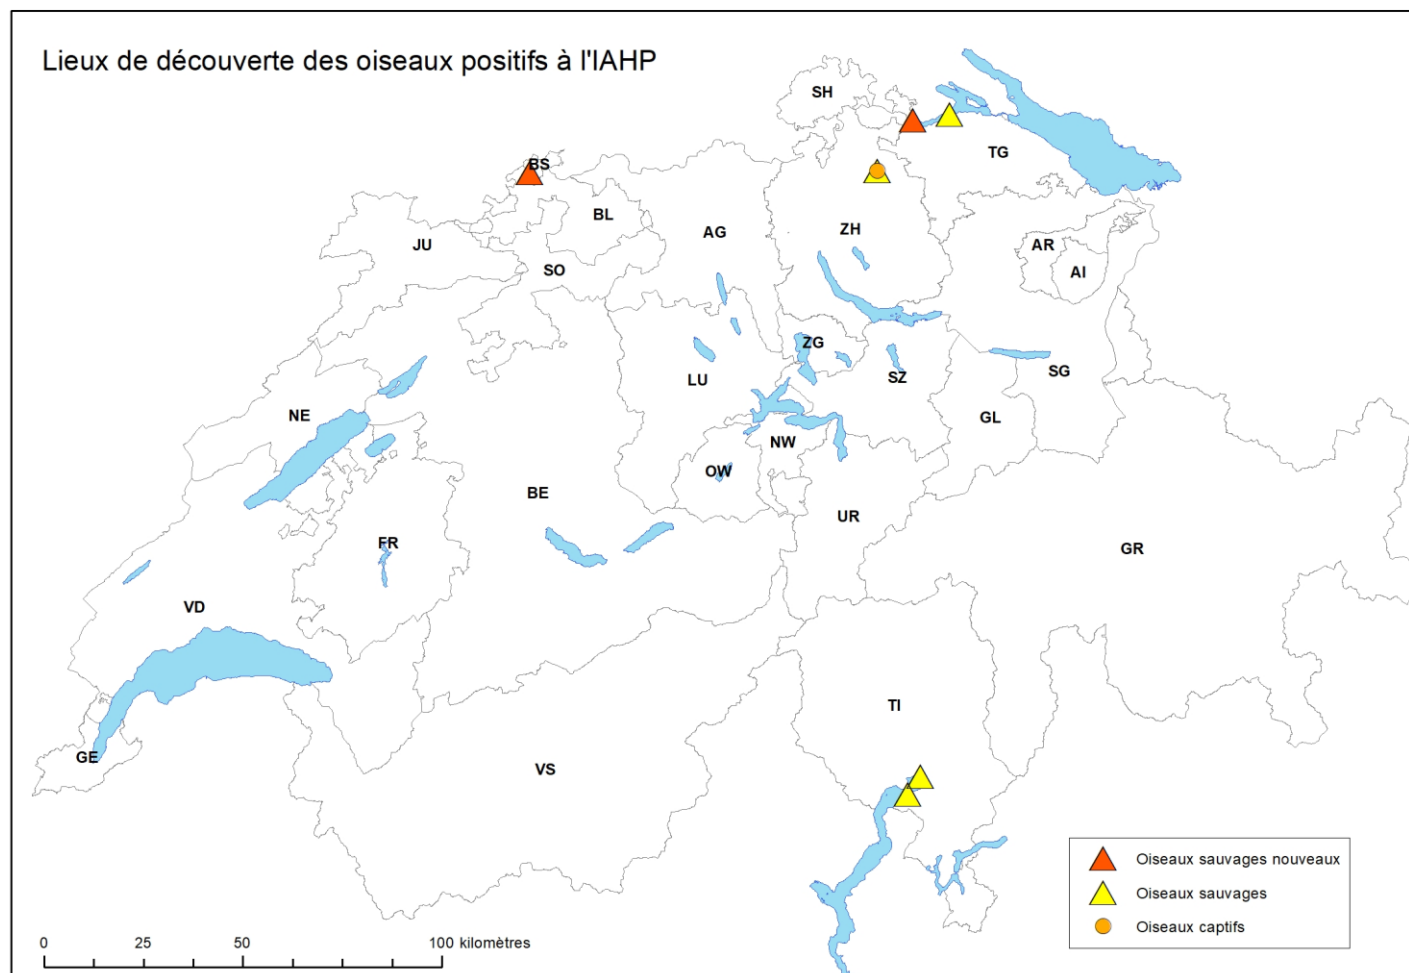 Lieux de découverte des oiseaux positifs à l'IAHP
SH
TG
BS
BL
AG
ZH
JU
SO
AR
AI
ZG
LU
SZ
SG
NE
GL
NW
OW
BE
UR
FR
GR
VD
TI
GE
VS
Oiseaux sauvages nouveaux
Oiseaux sauvages
Oiseaux captifs
0 25 50 100 kilomètres